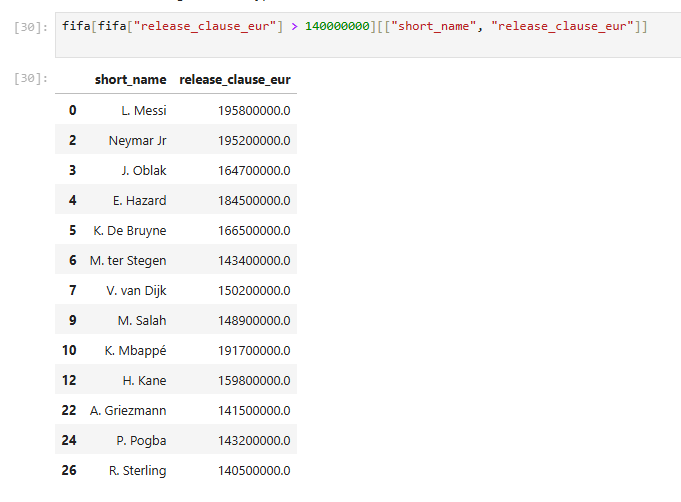 [30]: fifa[fifa["release_clause_eur"] > 140000000][["short_name", "release_clause_eur"]]
[30]:
short_name release_clause_eur
0 L. Messi 195800000.0
2 Neymar Jr 195200000.0
3 J. Oblak 164700000.0
4 E. Hazard 184500000.0
5 K. De Bruyne 166500000.0
6 M. ter Stegen 143400000.0
7 V. van Dijk 150200000.0
9 M. Salah 148900000.0
10 K. Mbappé 191700000.0
12 H. Kane 159800000.0
22 A. Griezmann 141500000.0
24 P. Pogba 143200000.0
26 R. Sterling 140500000.0